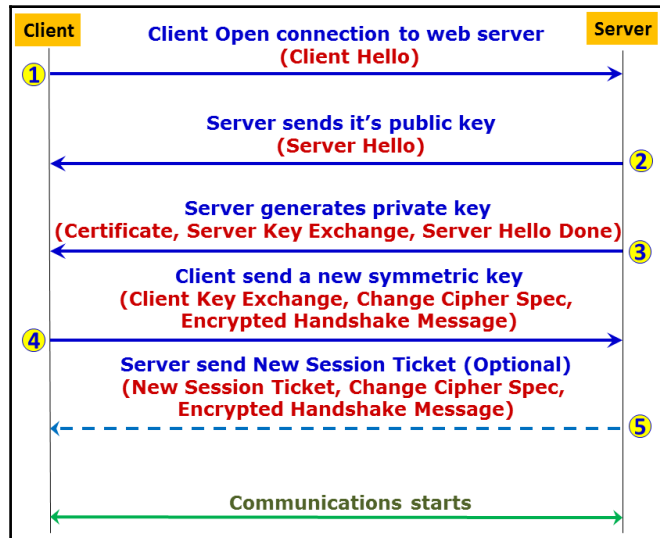 Client
Server
Client Open connection to web server
(Client Hello)
1
Server sends it’s public key
(Server Hello)
2
Server generates private key
(Certificate, Server Key Exchange, Server Hello Done)
3
Client send a new symmetric key
(Client Key Exchange, Change Cipher Spec,
Encrypted Handshake Message)
4
Server send New Session Ticket (Optional)
(New Session Ticket, Change Cipher Spec,
Encrypted Handshake Message)
5
Communications starts